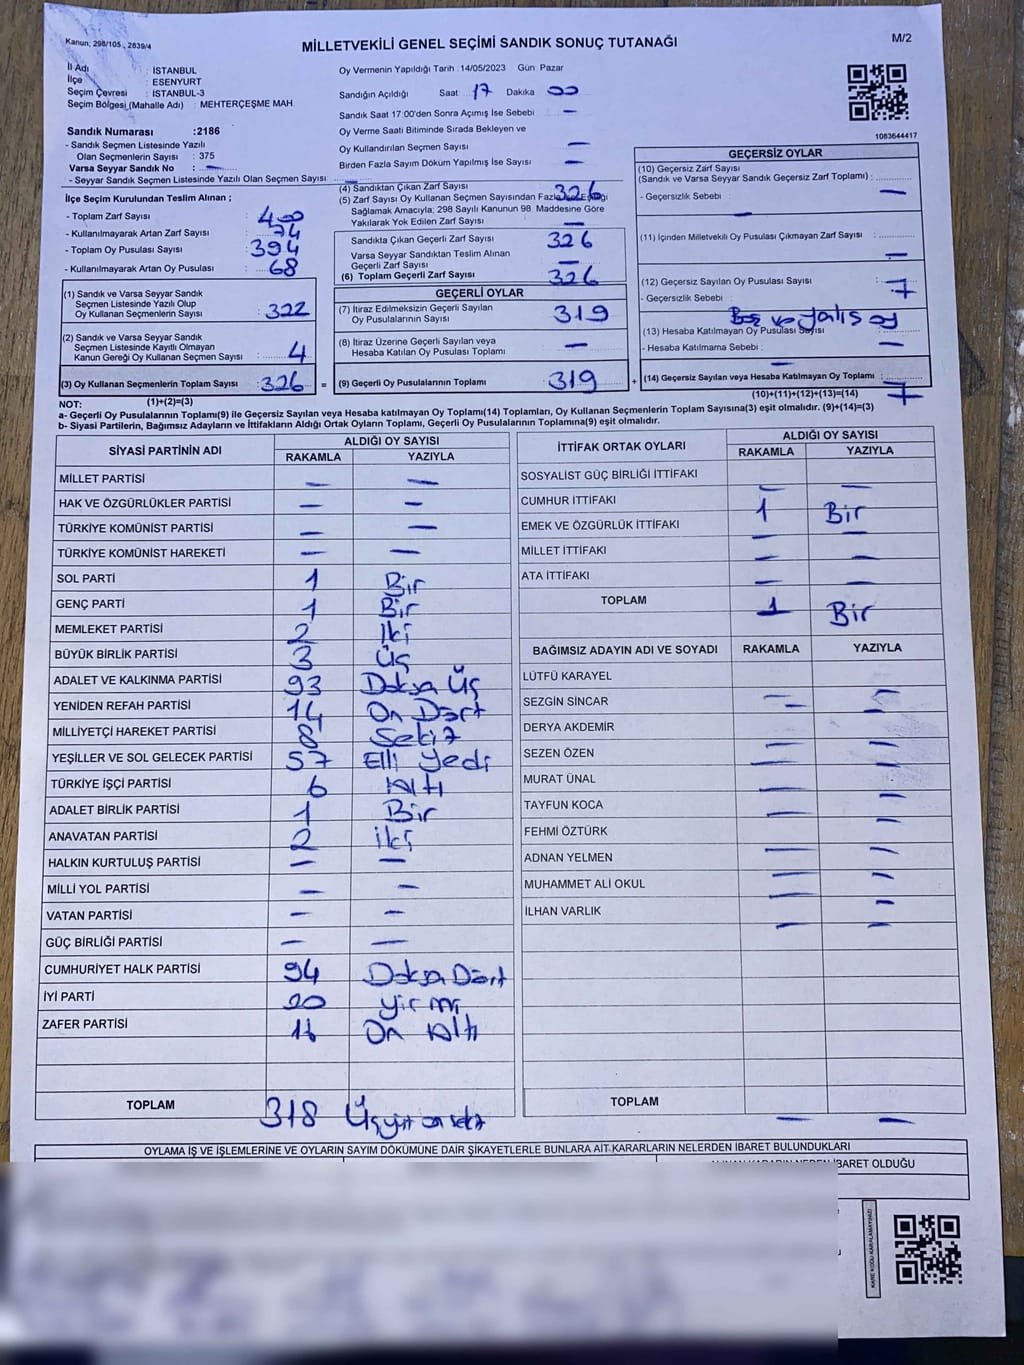 Kanun; 298/105 , 2839/4
MİLLETVEKİLİ GENEL SEÇİMİ SANDIK SONUÇ TUTANAĞI
M/2
İl Adı : İSTANBUL
İlçe : ESENYURT
Seçim Çevresi : İSTANBUL-3
Seçim Bölgesi (Mahalle Adı) : MEHTERÇEŞME MAH.
Sandık Numarası :2186
- Sandık Seçmen Listesinde Yazılı
Olan Seçmenlerin Sayısı : 375
Varsa Seyyar Sandık No : —
- Seyyar Sandık Seçmen Listesinde Yazılı Olan Seçmen Sayısı : —
Oy Vermenin Yapıldığı Tarih :14/05/2023 Gün: Pazar
Sandığın Açıldığı Saat 17 Dakika 00
Sandık Saat 17:00'den Sonra Açımış İse Sebebi —
Oy Verme Saati Bitiminde Sırada Bekleyen ve
Oy Kullandırılan Seçmen Sayısı —
Birden Fazla Sayım Döküm Yapılmış İse Sayısı —
1083644417
İlçe Seçim Kurulundan Teslim Alınan ;
- Toplam Zarf Sayısı : 400
- Kullanılmayarak Artan Zarf Sayısı : 74
- Toplam Oy Pusulası Sayısı : 394
- Kullanılmayarak Artan Oy Pusulası : 68
(1) Sandık ve Varsa Seyyar Sandık
Seçmen Listesinde Yazılı Olup
Oy Kullanan Seçmenlerin Sayısı : 322
(2) Sandık ve Varsa Seyyar Sandık
Seçmen Listesinde Kayıtlı Olmayan
Kanun Gereği Oy Kullanan Seçmen Sayısı : 4
(3) Oy Kullanan Seçmenlerin Toplam Sayısı : 326 =
(1)+(2)=(3)
(4) Sandıktan Çıkan Zarf Sayısı 326
(5) Zarf Sayısı Oy Kullanan Seçmen Sayısından Fazla
Sağlamak Amacıyla; 298 Sayılı Kanunun 98. Maddesine Göre
Yakılarak Yok Edilen Zarf Sayısı —
Sandıkta Çıkan Geçerli Zarf Sayısı 326
Varsa Seyyar Sandıktan Teslim Alınan
Geçerli Zarf Sayısı —
(6) Toplam Geçerli Zarf Sayısı 326
GEÇERLİ OYLAR
(7) İtiraz Edilmeksizin Geçerli Sayılan
Oy Pusulalarının Sayısı 319
(8) İtiraz Üzerine Geçerli Sayılan veya
Hesaba Katılan Oy Pusulası Toplamı —
(9) Geçerli Oy Pusulalarının Toplamı 319 +
GEÇERSİZ OYLAR
(10) Geçersiz Zarf Sayısı
(Sandık ve Varsa Seyyar Sandık Geçersiz Zarf Toplamı) :
- Geçersizlik Sebebi : —
—
(11) İçinden Milletvekili Oy Pusulası Çıkmayan Zarf Sayısı
—
(12) Geçersiz Sayılan Oy Pusulası Sayısı : 7
- Geçersizlik Sebebi :
Boş ve yalış oy
(13) Hesaba Katılmayan Oy Pusulası Sayısı
- Hesaba Katılmama Sebebi : —
—
(14) Geçersiz Sayılan veya Hesaba Katılmayan Oy Toplamı : 7
(10)+(11)+(12)+(13)=(14)
NOT:
a- Geçerli Oy Pusulalarının Toplamı(9) ile Geçersiz Sayılan veya Hesaba katılmayan Oy Toplamı(14) Toplamları, Oy Kullanan Seçmenlerin Toplam Sayısına(3) eşit olmalıdır. (9)+(14)=(3)
b- Siyasi Partilerin, Bağımsız Adayların ve İttifakların Aldığı Ortak Oyların Toplamı, Geçerli Oy Pusulalarının Toplamına(9) eşit olmalıdır.
SİYASİ PARTİNİN ADI ALDIĞI OY SAYISI
RAKAMLA YAZIYLA
MİLLET PARTİSİ — —
HAK VE ÖZGÜRLÜKLER PARTİSİ — —
TÜRKİYE KOMÜNİST PARTİSİ — —
TÜRKİYE KOMÜNİST HAREKETİ — —
SOL PARTİ 1 Bir
GENÇ PARTİ 1 Bir
MEMLEKET PARTİSİ 2 İki
BÜYÜK BİRLİK PARTİSİ 3 Üç
ADALET VE KALKINMA PARTİSİ 93 Doksa Üç
YENİDEN REFAH PARTİSİ 14 On Dört
MİLLİYETÇİ HAREKET PARTİSİ 8 Sekiz
YEŞİLLER VE SOL GELECEK PARTİSİ 57 Elli Yedi
TÜRKİYE İŞÇİ PARTİSİ 6 Altı
ADALET BİRLİK PARTİSİ 1 Bir
ANAVATAN PARTİSİ 2 iki
HALKIN KURTULUŞ PARTİSİ — —
MİLLİ YOL PARTİSİ — —
VATAN PARTİSİ — —
GÜÇ BİRLİĞİ PARTİSİ — —
CUMHURİYET HALK PARTİSİ 94 Doksa Dört
İYİ PARTİ 20 yirmi
ZAFER PARTİSİ 16 On Altı
TOPLAM 318
İTTİFAK ORTAK OYLARI ALDIĞI OY SAYISI
RAKAMLA YAZIYLA
SOSYALİST GÜÇ BİRLİĞİ İTTİFAKI — —
CUMHUR İTTİFAKI 1 Bir
EMEK VE ÖZGÜRLÜK İTTİFAKI — —
MİLLET İTTİFAKI — —
ATA İTTİFAKI — —
TOPLAM 1 Bir
BAĞIMSIZ ADAYIN ADI VE SOYADI RAKAMLA YAZIYLA
LÜTFÜ KARAYEL — —
SEZGİN SİNCAR — —
DERYA AKDEMİR — —
SEZEN ÖZEN — —
MURAT ÜNAL — —
TAYFUN KOCA — —
FEHMİ ÖZTÜRK — —
ADNAN YELMEN — —
MUHAMMET ALİ OKUL — —
İLHAN VARLIK — —
TOPLAM — —
OYLAMA İŞ VE İŞLEMLERİNE VE OYLARIN SAYIM DÖKÜMÜNE DAİR ŞİKAYETLERLE BUNLARA AİT KARARLARIN NELERDEN İBARET BULUNDUKLARI
İBARET OLDUĞU
KARE KODU KARALAMAYINIZ!